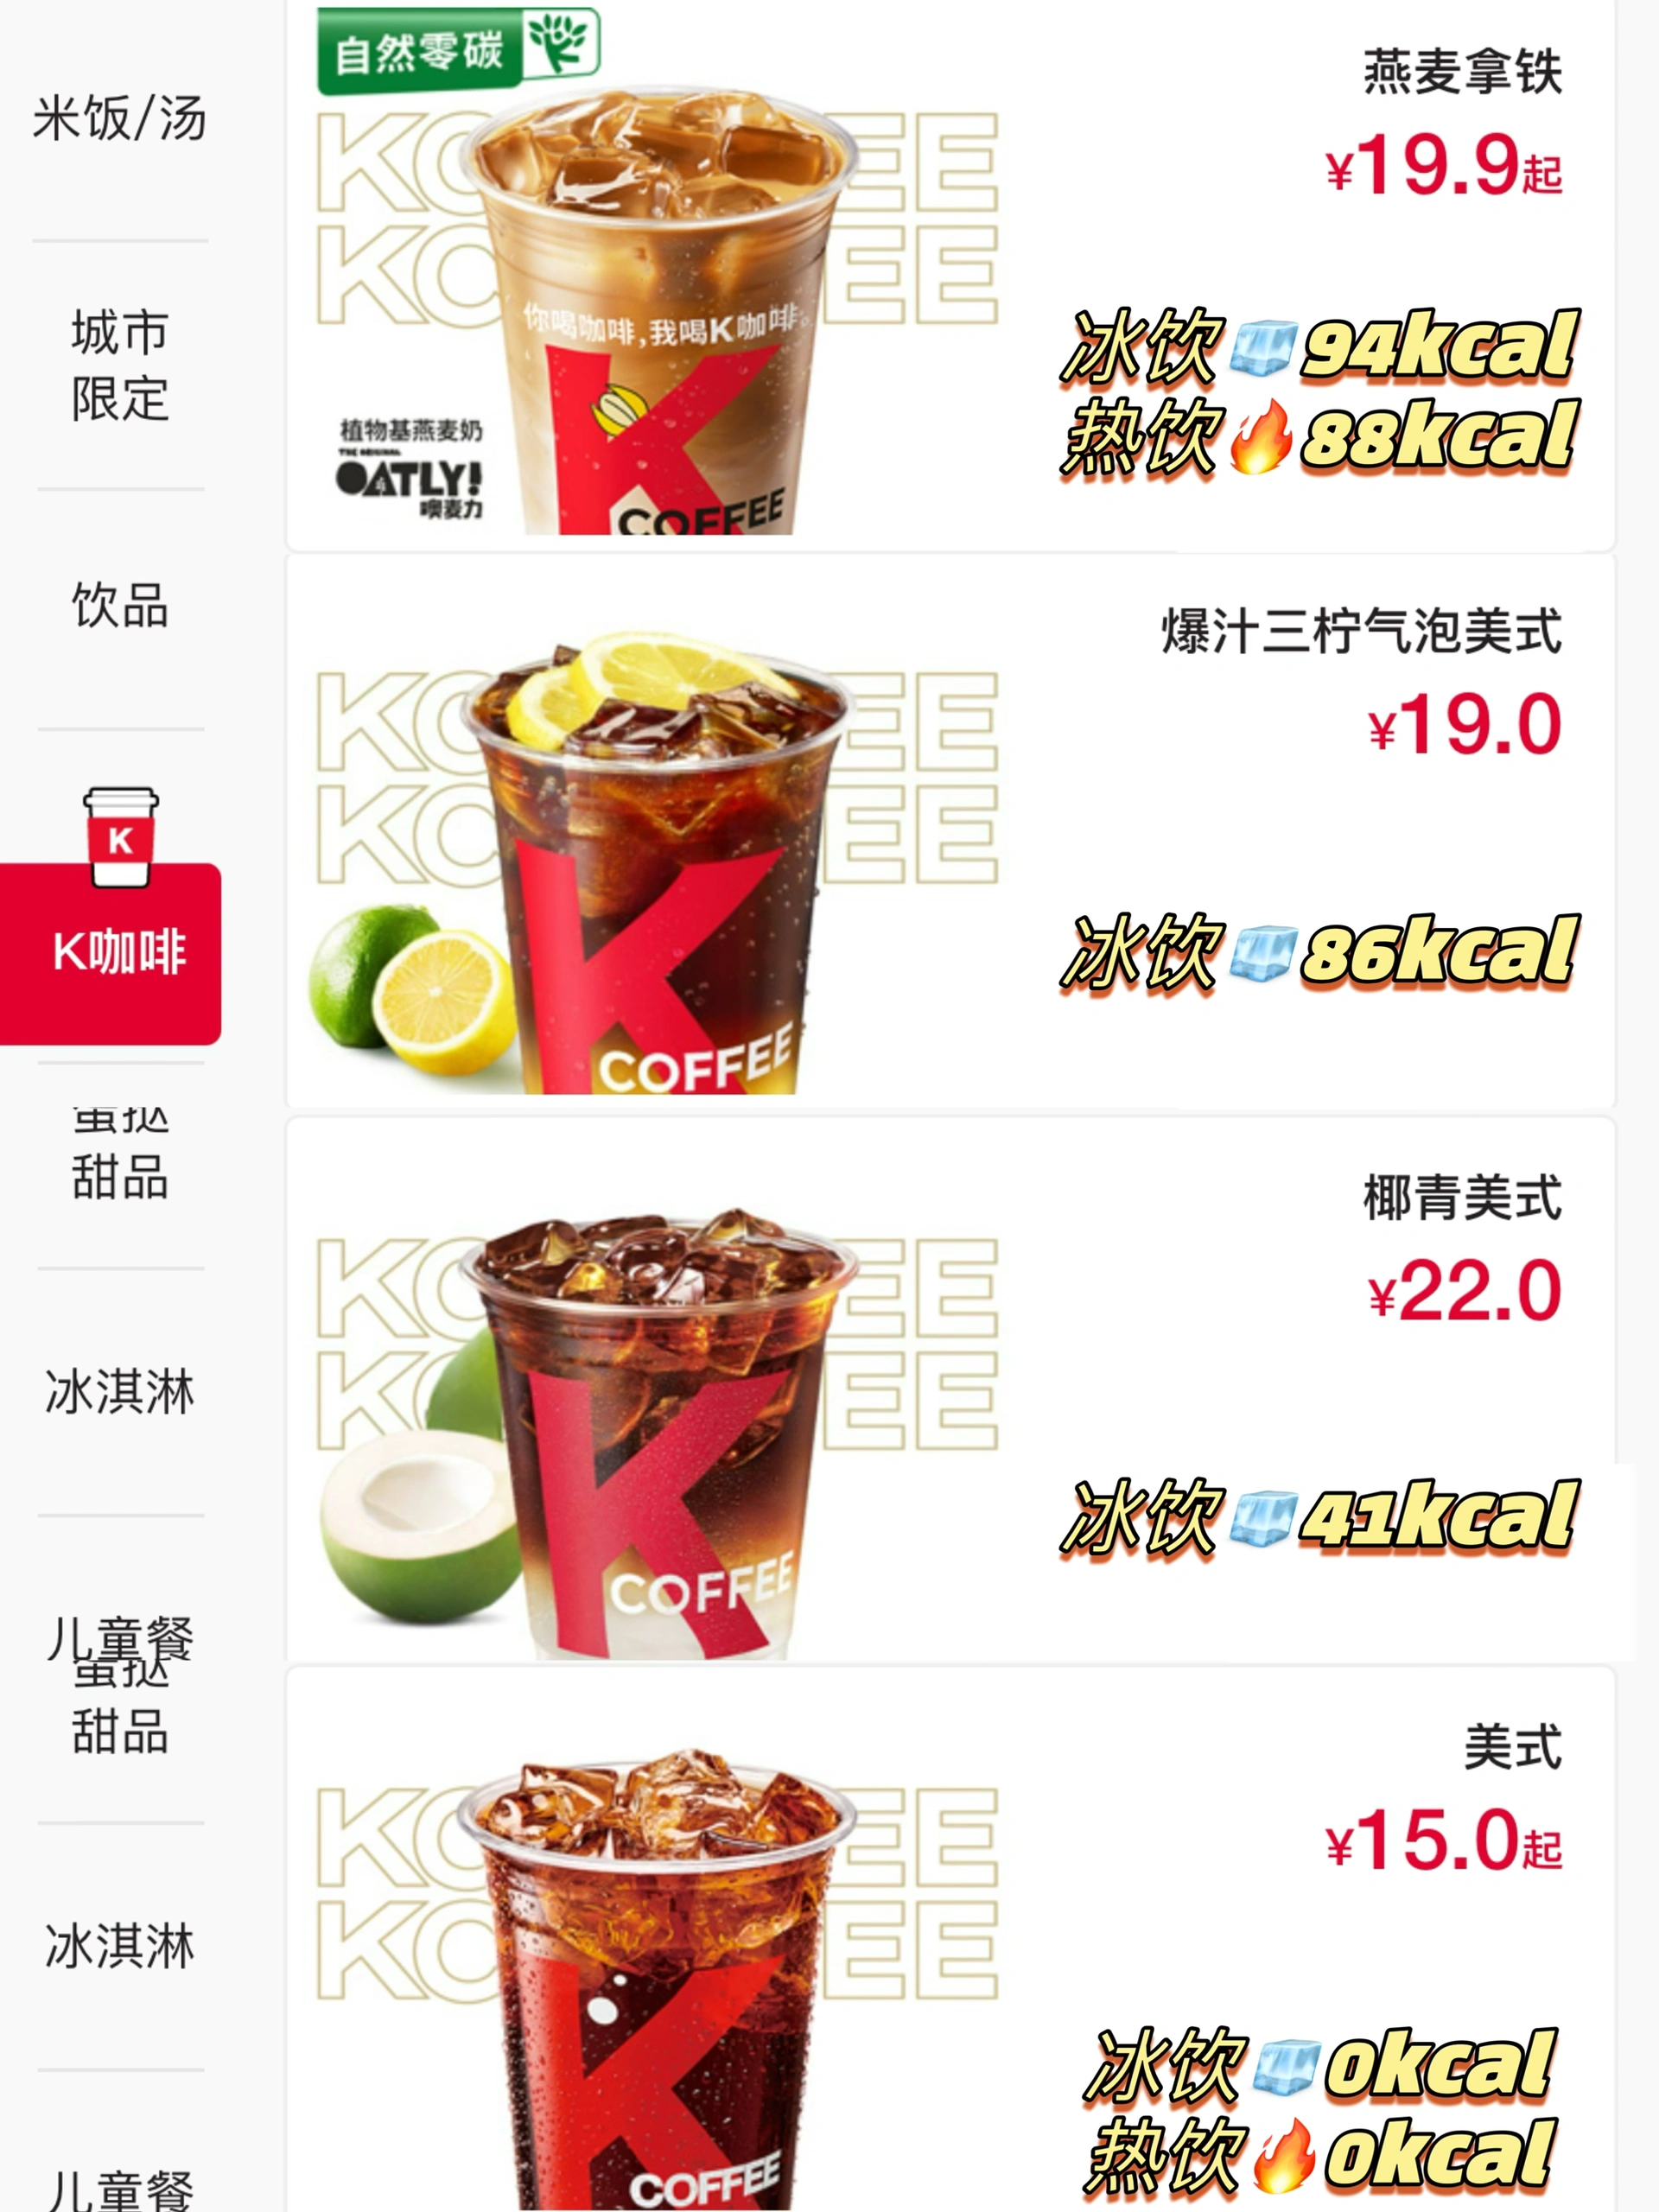 米饭/汤
城市
限定
饮品
K
K咖啡
甜品
冰淇淋
儿童餐
甜品
冰淇淋
儿童餐
自然零碳
燕麦拿铁
¥19.9起
你喝咖啡,我喝K咖啡。
K
COFFEE
植物基燕麦奶
THE ORIGINAL
OATLY!
噢麦力
冰饮🧊94kcal
热饮🔥88kcal
爆汁三柠气泡美式
¥19.0
K
COFFEE
冰饮🧊86kcal
椰青美式
¥22.0
K
COFFEE
冰饮🧊41kcal
美式
¥15.0起
K
COFFEE
冰饮🧊0kcal
热饮🔥0kcal